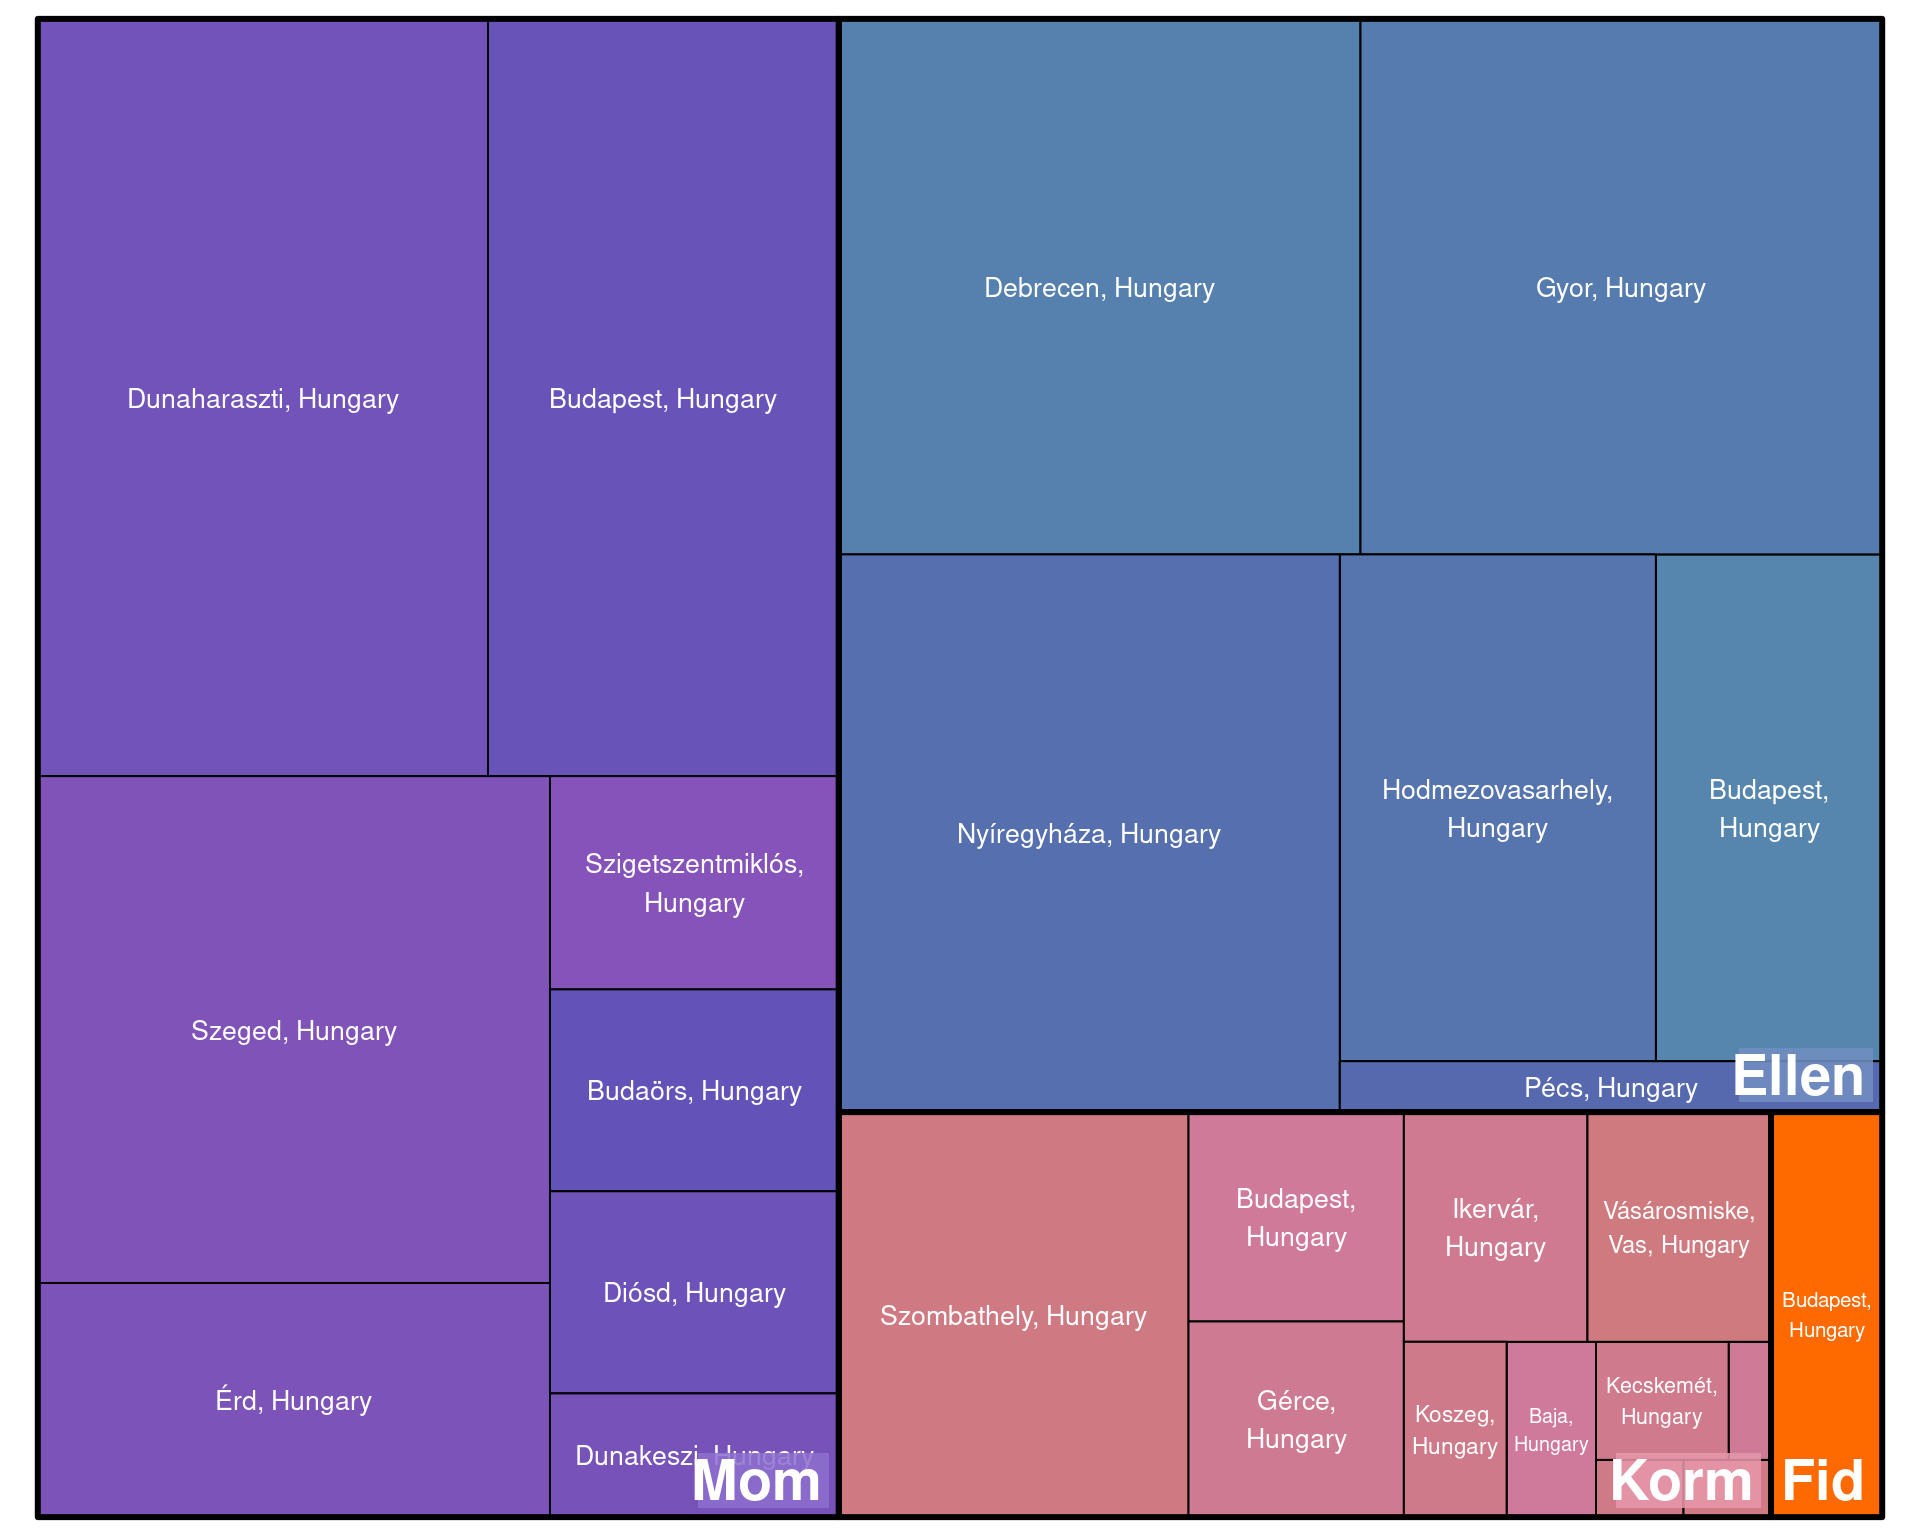 Dunaharaszti, Hungary
Budapest, Hungary
Szeged, Hungary
Szigetszentmiklós,
Hungary
Budaörs, Hungary
Diósd, Hungary
Érd, Hungary
Dunakeszi, Hungary
Mom
Debrecen, Hungary
Gyor, Hungary
Nyíregyháza, Hungary
Hodmezovasarhely,
Hungary
Budapest,
Hungary
Pécs, Hungary
Ellen
Szombathely, Hungary
Budapest,
Hungary
Gérce,
Hungary
Ikervár,
Hungary
Vásárosmiske,
Vas, Hungary
Koszeg,
Hungary
Baja,
Hungary
Kecskemét,
Hungary
Korm
Budapest,
Hungary
Fid